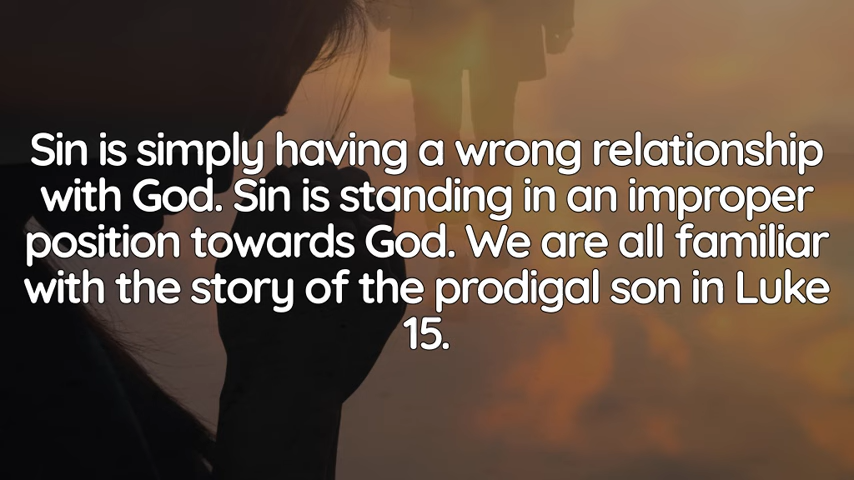 Sin is simply having a wrong relationship
with God. Sin is standing in an improper
position towards God. We are all familiar
with the story of the prodigal son in Luke
15.